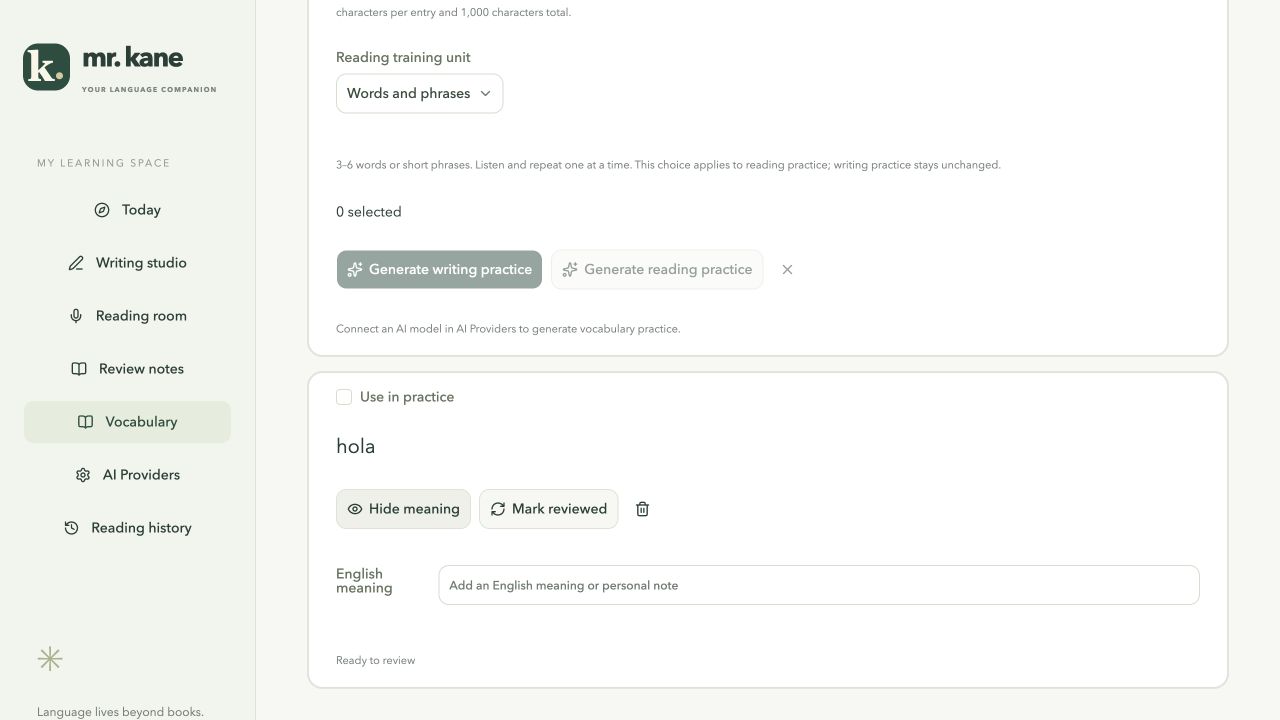 k.
mr. kane
YOUR LANGUAGE COMPANION
MY LEARNING SPACE
Today
Writing studio
Reading room
Review notes
Vocabulary
AI Providers
Reading history
Language lives beyond books.
characters per entry and 1,000 characters total.
Reading training unit
Words and phrases
3–6 words or short phrases. Listen and repeat one at a time. This choice applies to reading practice; writing practice stays unchanged.
0 selected
Generate writing practice Generate reading practice
Connect an AI model in AI Providers to generate vocabulary practice.
Use in practice
hola
Hide meaning Mark reviewed
English
meaning
Add an English meaning or personal note
Ready to review